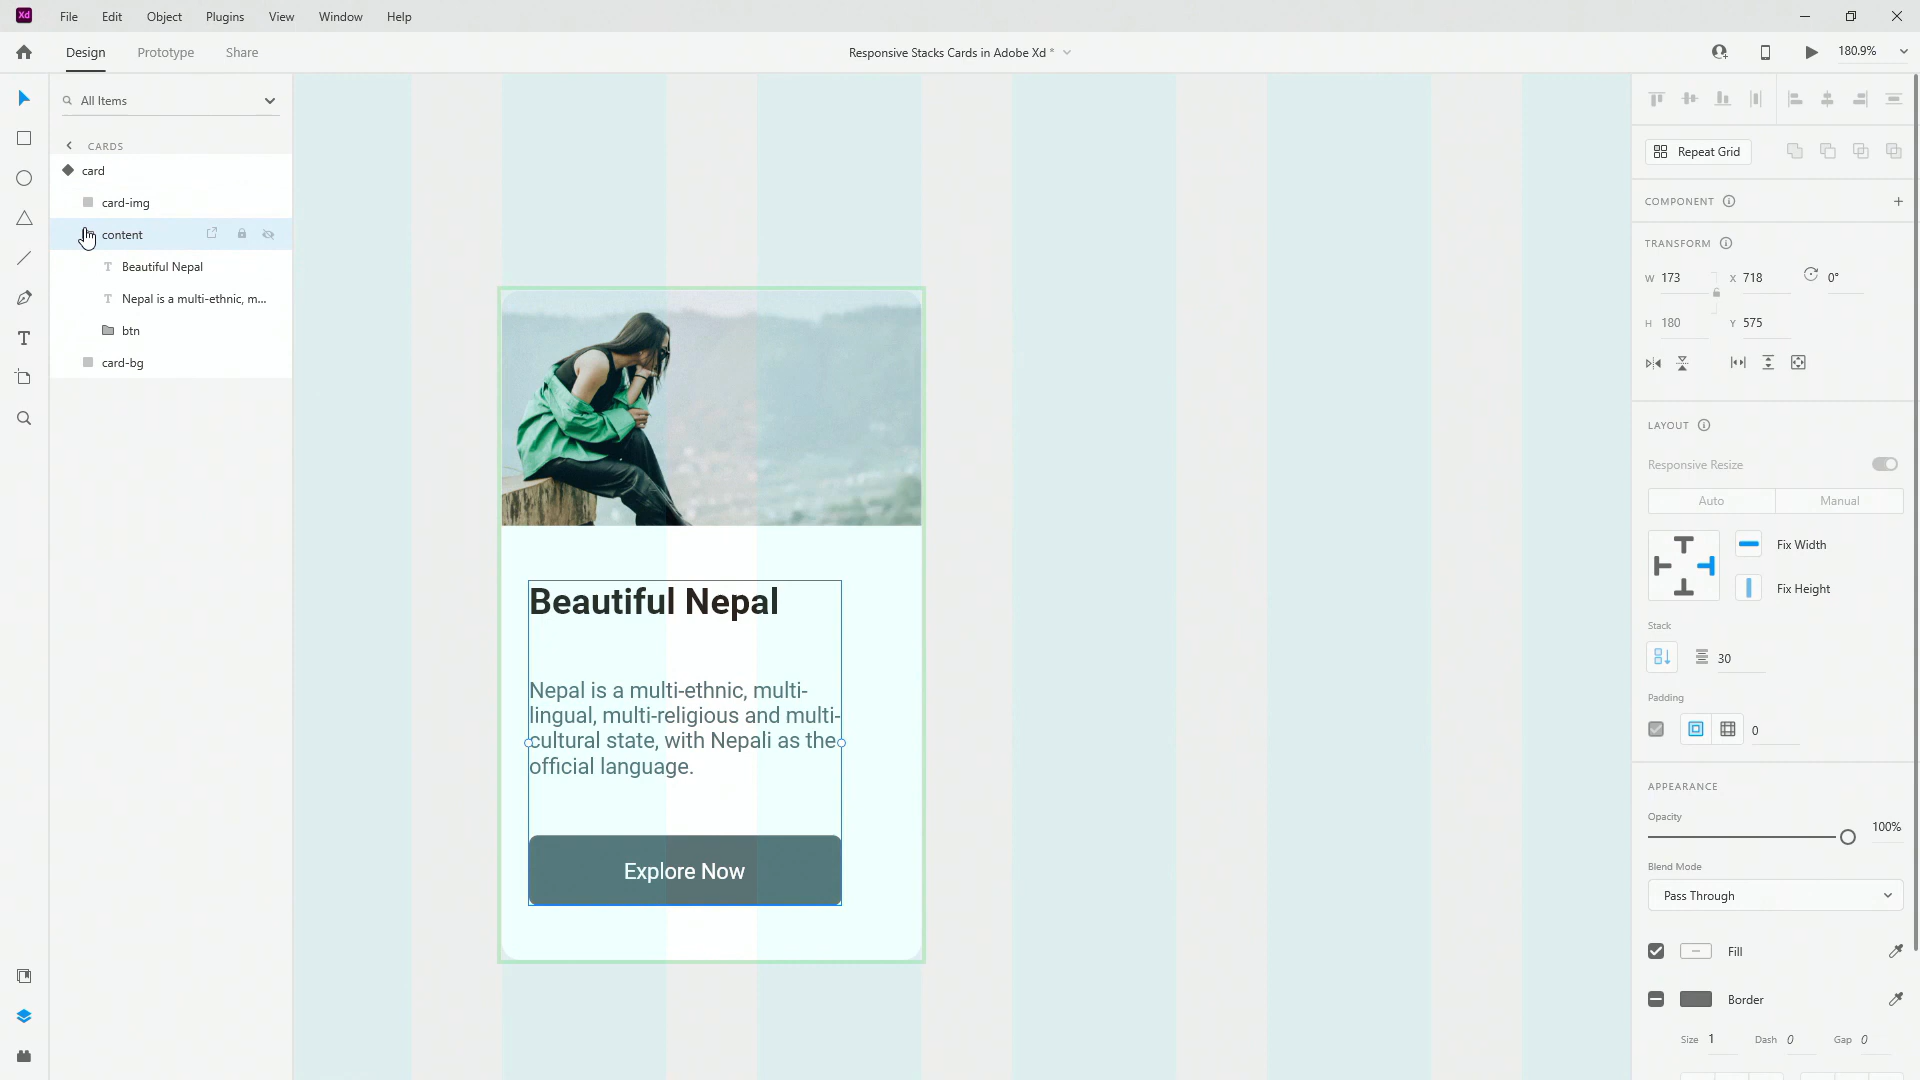 Xd File Edit Object Plugins View Window Help
Design Prototype Share Responsive Stacks Cards in Adobe Xd * 180.9%
All Items
CARDS
card
card-img
content
Beautiful Nepal
Nepal is a multi-ethnic, m...
btn
card-bg
Beautiful Nepal
Nepal is a multi-ethnic, multi-
lingual, multi-religious and multi-
cultural state, with Nepali as the
official language.
Explore Now
Repeat Grid
COMPONENT
TRANSFORM
W 173 X 718 0°
H 180 Y 575
LAYOUT
Responsive Resize
Auto Manual
Fix Width
Fix Height
Stack
30
Padding
0
APPEARANCE
Opacity
100%
Blend Mode
Pass Through
Fill
Border
Size 1 Dash 0 Gap 0